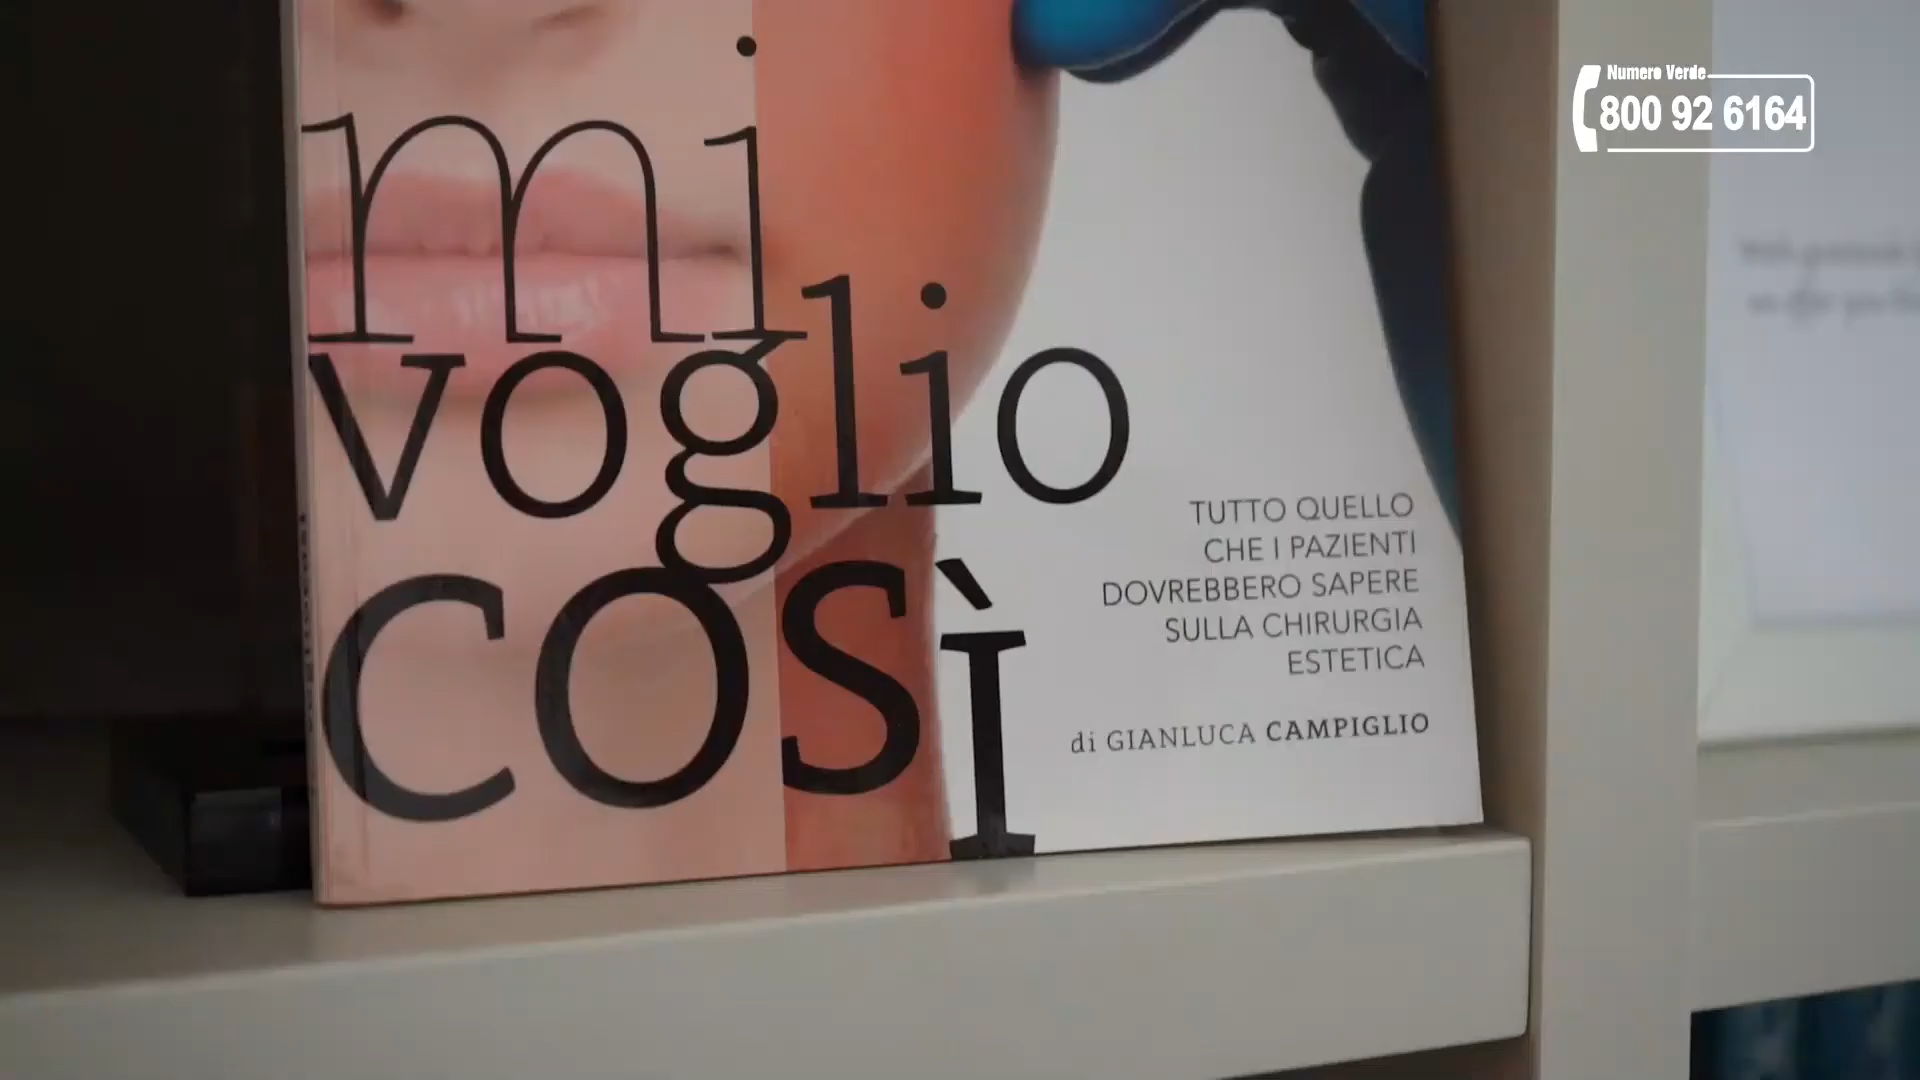 Numero Verde
800 92 6164
mi
voglio
così
TUTTO QUELLO
CHE I PAZIENTI
DOVREBBERO SAPERE
SULLA CHIRURGIA
ESTETICA
di GIANLUCA CAMPIGLIO